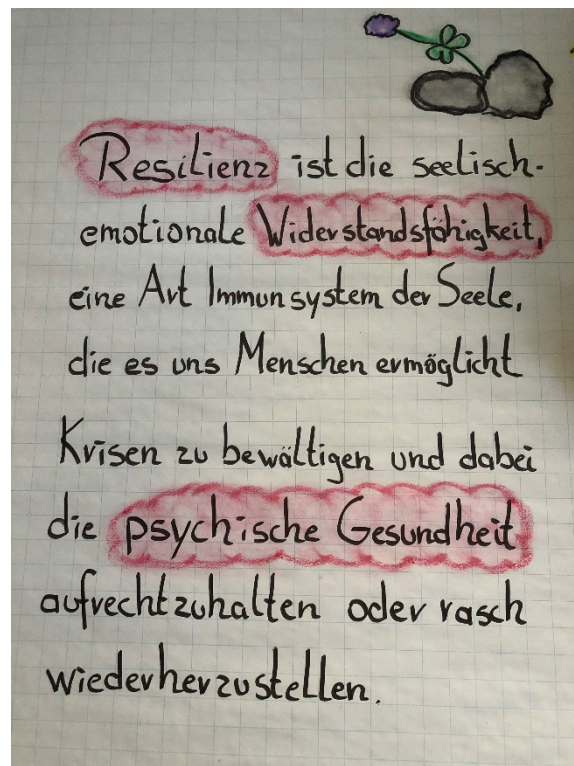 Resilienz ist die seelisch-
emotionale Widerstandsfähigkeit,
eine Art Immunsystem der Seele,
die es uns Menschen ermöglicht
Krisen zu bewältigen und dabei
die psychische Gesundheit
aufrechtzuhalten oder rasch
wiederherzustellen.